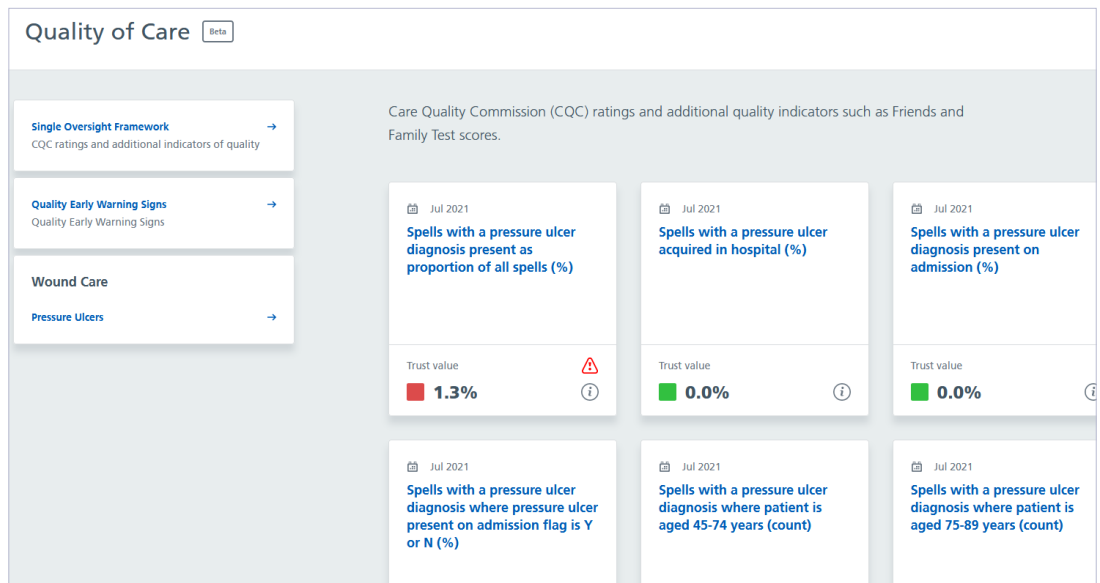 Quality of Care Beta
Single Oversight Framework
CQC ratings and additional indicators of quality
Quality Early Warning Signs
Quality Early Warning Signs
Wound Care
Pressure Ulcers
Care Quality Commission (CQC) ratings and additional quality indicators such as Friends and
Family Test scores.
Jul 2021
Spells with a pressure ulcer
diagnosis present as
proportion of all spells (%)
Trust value
1.3%
Jul 2021
Spells with a pressure ulcer
acquired in hospital (%)
Trust value
0.0%
Jul 2021
Spells with a pressure ulcer
diagnosis present on
admission (%)
Trust value
0.0%
Jul 2021
Spells with a pressure ulcer
diagnosis where pressure ulcer
present on admission flag is Y
or N (%)
Jul 2021
Spells with a pressure ulcer
diagnosis where patient is
aged 45-74 years (count)
Jul 2021
Spells with a pressure ulcer
diagnosis where patient is
aged 75-89 years (count)